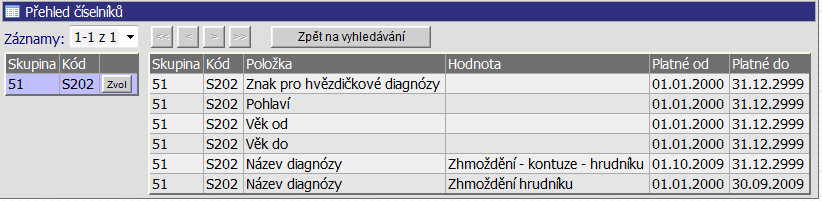 Přehled číselníků
Záznamy: 1-1 z 1 << < > >> Zpět na vyhledávání
Skupina Kód
51 S202 Zvol
Skupina Kód Položka Hodnota Platné od Platné do
51 S202 Znak pro hvězdičkové diagnózy 01.01.2000 31.12.2999
51 S202 Pohlaví 01.01.2000 31.12.2999
51 S202 Věk od 01.01.2000 31.12.2999
51 S202 Věk do 01.01.2000 31.12.2999
51 S202 Název diagnózy Zhmoždění - kontuze - hrudníku 01.10.2009 31.12.2999
51 S202 Název diagnózy Zhmoždění hrudníku 01.01.2000 30.09.2009